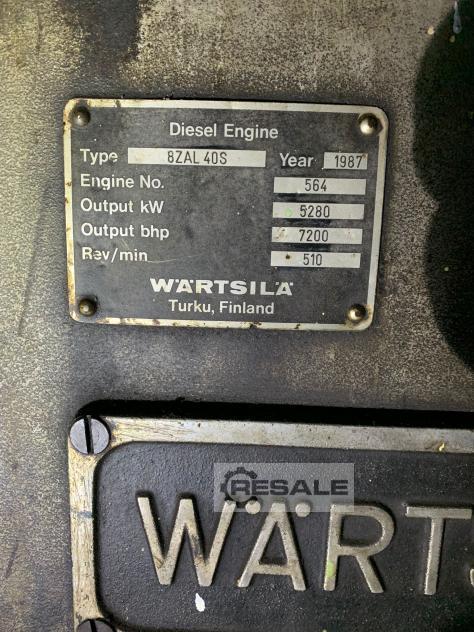 Diesel Engine
Type 8ZAL 40S Year 1987
Engine No. 564
Output kW 5280
Output bhp 7200
Rev/min 510
WÄRTSILÄ
Turku, Finland
RESALE
WÄRTS